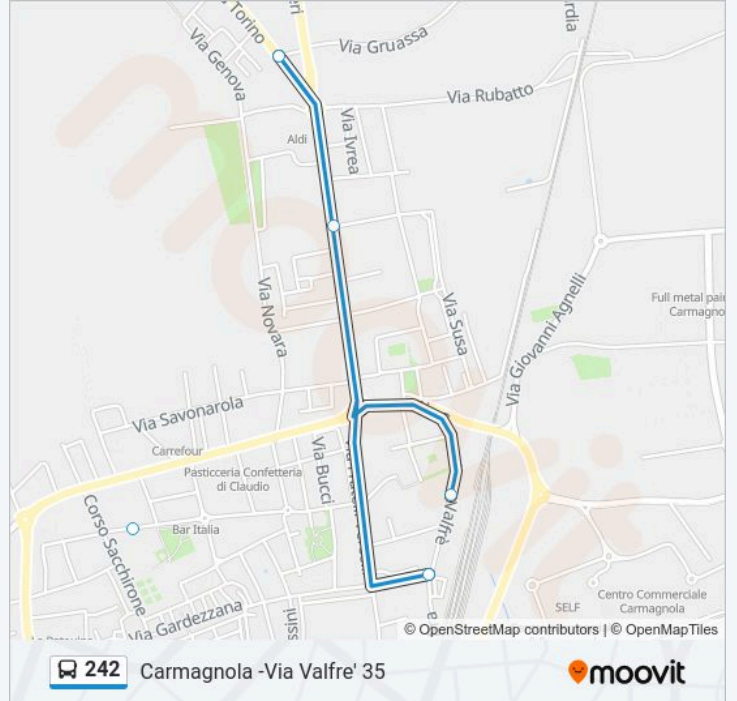 Torino
Via Gruassa
Via Genova
Via Rubatto
Aldi
Via Ivrea
Via Giovanni Agnelli
Via Novara
Via Susa
Full metal pai
Carmagno
Via Savonarola
Carrefour
Pasticceria Confetteria
di Claudio
Via Bucci
Corso Sacchirone
Bar Italia
Valfrè
Via Gardezzana
SELF
Centro Commerciale
Carmagnola
© OpenStreetMap contributors | © OpenMapTiles
242 Carmagnola -Via Valfre' 35
moovit